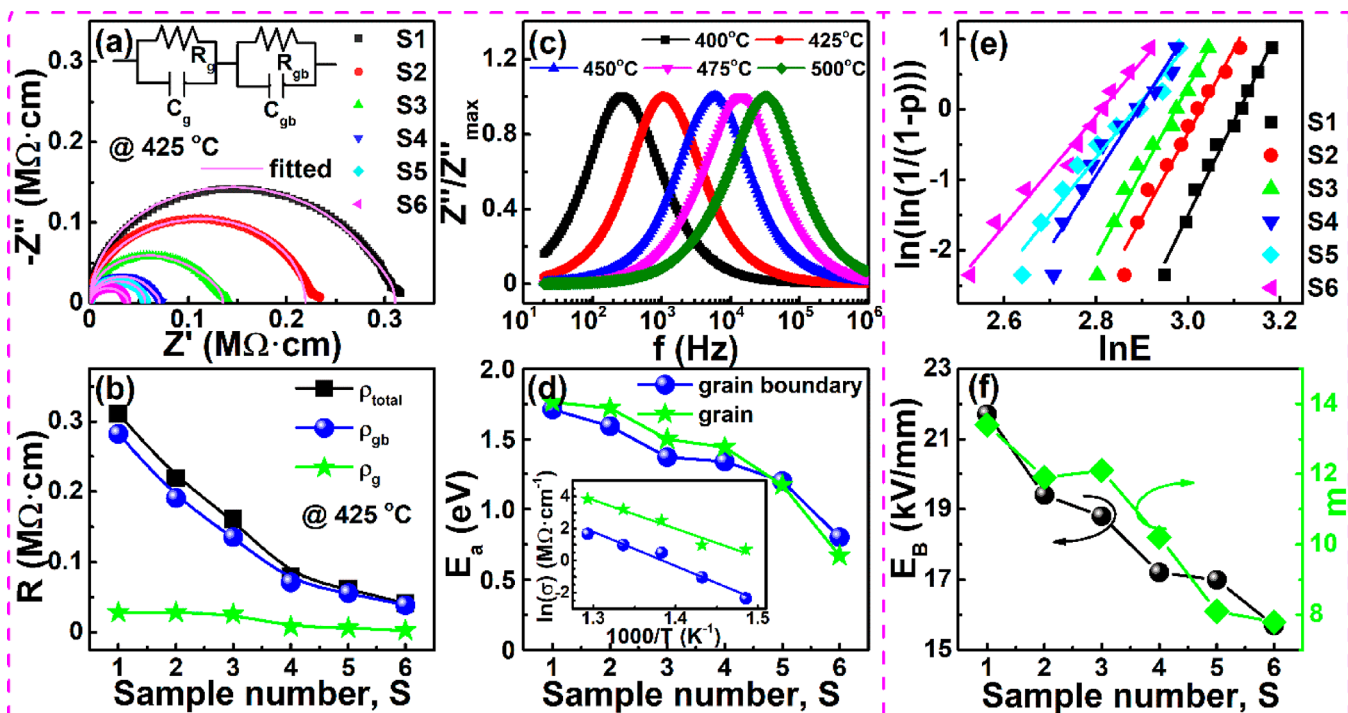 (a)
R_g
R_gb
C_g
C_gb
@ 425 °C
fitted
S1
S2
S3
S4
S5
S6
-Z'' (MΩ·cm)
0.3
0.2
0.1
0
0 0.1 0.2 0.3 0.4
Z' (MΩ·cm)
(c)
400°C 425°C
450°C 475°C 500°C
Z''/Z''max
1.2
0.8
0.4
0
10^1 10^2 10^3 10^4 10^5 10^6
f (Hz)
(e)
ln(ln(1/(1-p)))
1
0
-1
-2
2.6 2.8 3.0 3.2
lnE
S1
S2
S3
S4
S5
S6
(b)
ρ_total
ρ_gb
ρ_g
@ 425 °C
R (MΩ·cm)
0.3
0.2
0.1
0
1 2 3 4 5 6
Sample number, S
(d)
grain boundary
grain
E_a (eV)
2.0
1.5
1.0
0.5
0
ln(σ) (MΩ·cm⁻¹)
4
2
0
-2
1.3 1.4 1.5
1000/T (K⁻¹)
1 2 3 4 5 6
Sample number, S
(f)
E_B (kV/mm)
23
21
19
17
15
m
14
12
10
8
1 2 3 4 5 6
Sample number, S